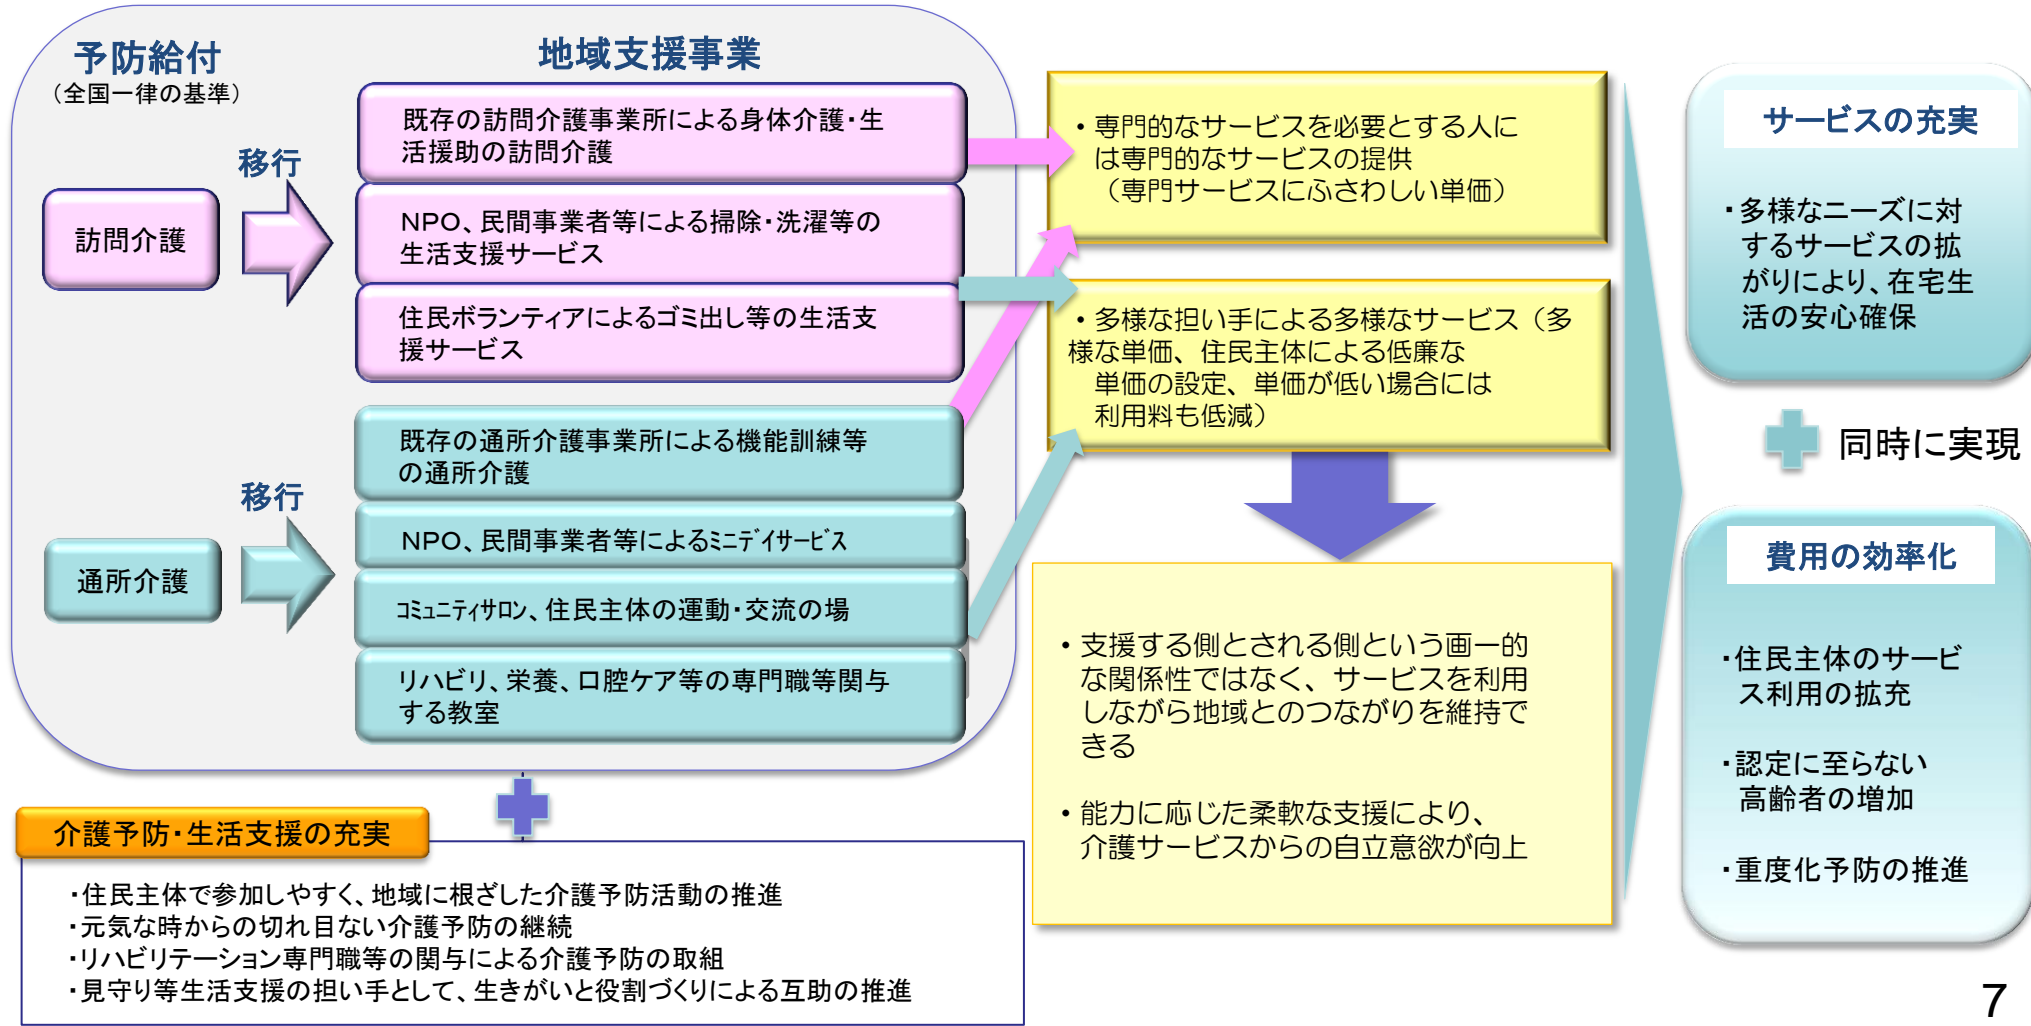 予防給付
（全国一律の基準）
地域支援事業
移行
訪問介護
既存の訪問介護事業所による身体介護・生
活援助の訪問介護
NPO、民間事業者等による掃除・洗濯等の
生活支援サービス
住民ボランティアによるゴミ出し等の生活支
援サービス
移行
通所介護
既存の通所介護事業所による機能訓練等
の通所介護
NPO、民間事業者等によるﾐﾆﾃﾞｲｻｰﾋﾞｽ
ｺﾐｭﾆﾃｨｻﾛﾝ、住民主体の運動・交流の場
リハビリ、栄養、口腔ケア等の専門職等関与
する教室
・専門的なサービスを必要とする人に
は専門的なサービスの提供
（専門サービスにふさわしい単価）
・多様な担い手による多様なサービス（多
様な単価、住民主体による低廉な
単価の設定、単価が低い場合には
利用料も低減）
・支援する側とされる側という画一的
な関係性ではなく、サービスを利用
しながら地域とのつながりを維持で
きる
・能力に応じた柔軟な支援により、
介護サービスからの自立意欲が向上
サービスの充実
・多様なニーズに対
するサービスの拡
がりにより、在宅生
活の安心確保
同時に実現
費用の効率化
・住民主体のサービ
ス利用の拡充
・認定に至らない
高齢者の増加
・重度化予防の推進
介護予防・生活支援の充実
・住民主体で参加しやすく、地域に根ざした介護予防活動の推進
・元気な時からの切れ目ない介護予防の継続
・リハビリテーション専門職等の関与による介護予防の取組
・見守り等生活支援の担い手として、生きがいと役割づくりによる互助の推進
7